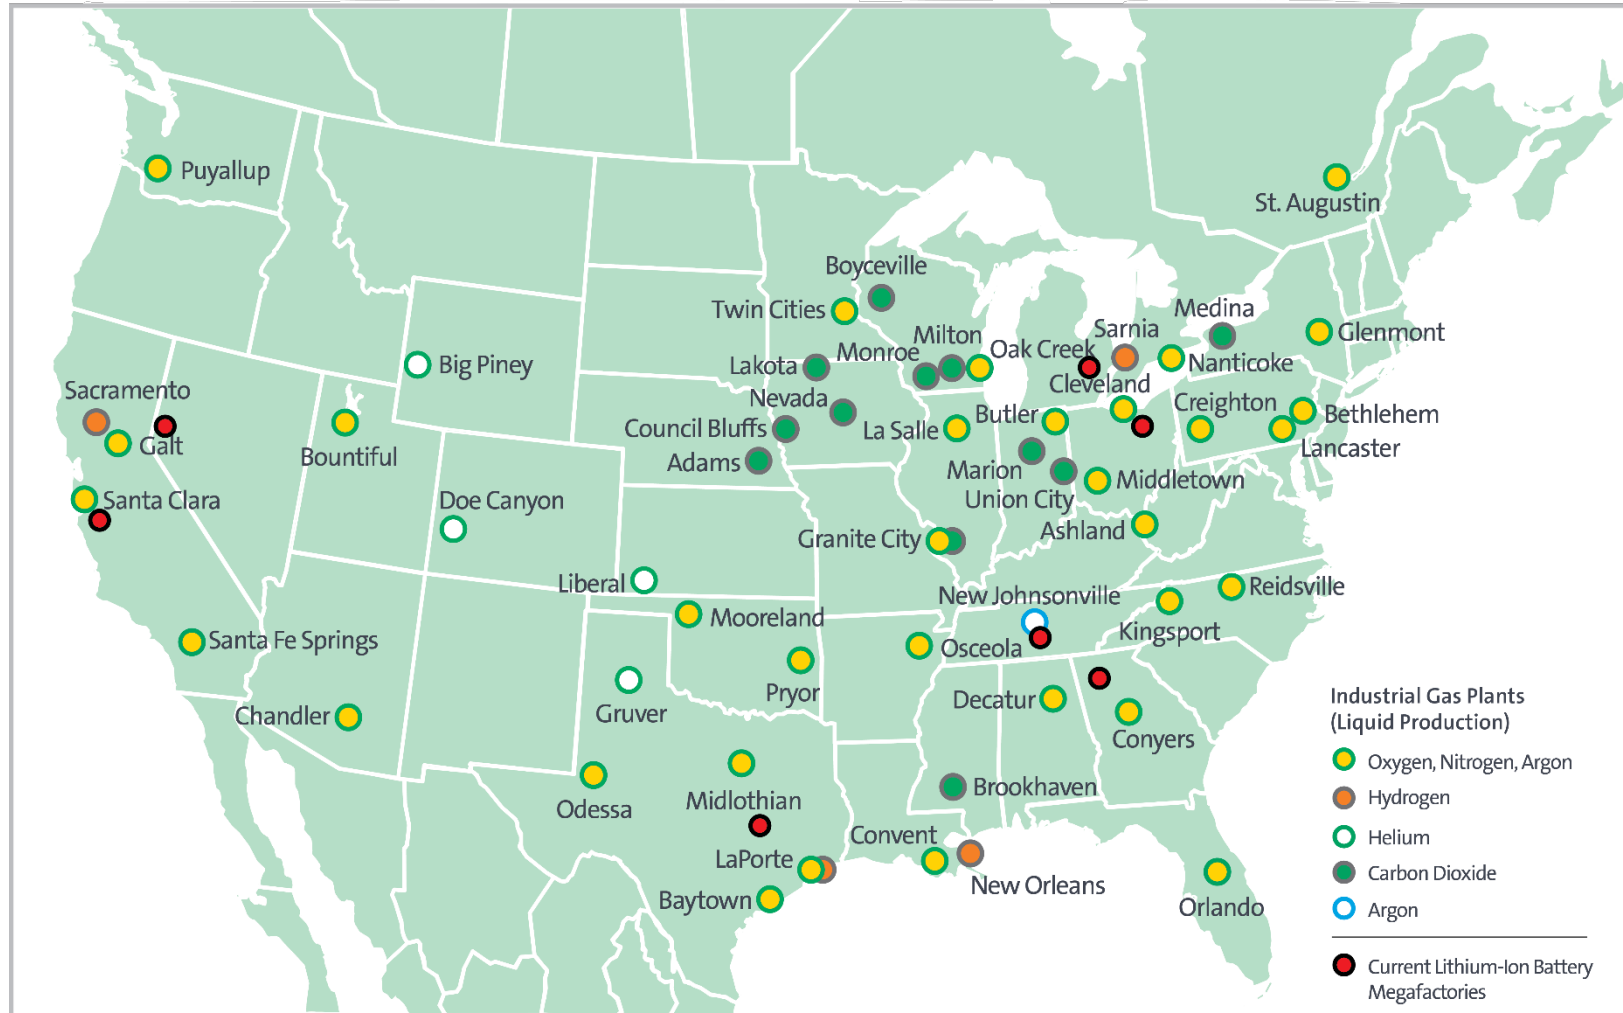 Puyallup
St. Augustin
Boyceville
Twin Cities
Medina
Milton
Sarnia
Glenmont
Oak Creek
Monroe
Big Piney
Lakota
Nanticoke
Cleveland
Sacramento
Nevada
Creighton
Butler
Bethlehem
Council Bluffs
La Salle
Galt
Bountiful
Lancaster
Adams
Marion
Middletown
Santa Clara
Doe Canyon
Union City
Ashland
Granite City
Liberal
New Johnsonville
Reidsville
Mooreland
Kingsport
Santa Fe Springs
Osceola
Pryor
Decatur
Gruver
Chandler
Conyers
Brookhaven
Midlothian
Odessa
Convent
LaPorte
New Orleans
Baytown
Orlando
Industrial Gas Plants
(Liquid Production)
Oxygen, Nitrogen, Argon
Hydrogen
Helium
Carbon Dioxide
Argon
Current Lithium-Ion Battery
Megafactories